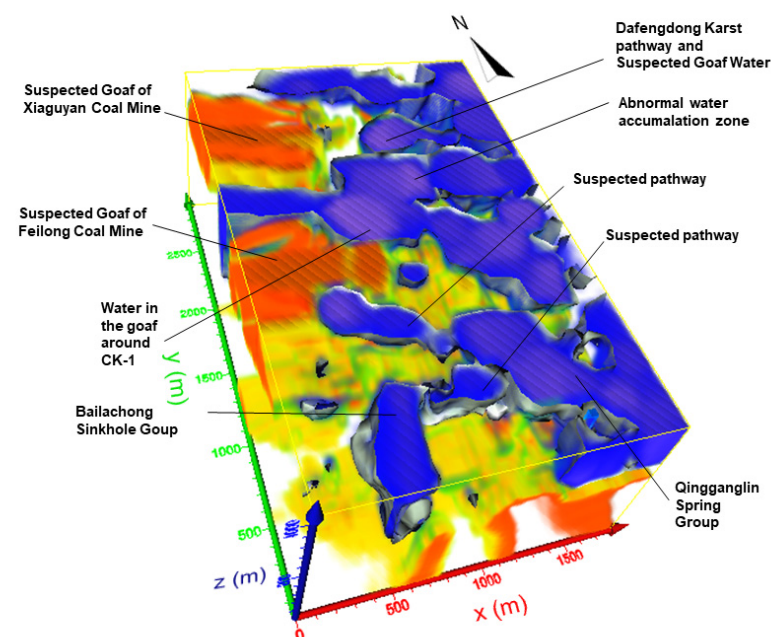 N
Dafengdong Karst
pathway and
Suspected Goaf Water
Suspected Goaf of
Xiaguyan Coal Mine
Abnormal water
accumalation zone
Suspected pathway
Suspected Goaf of
Feilong Coal Mine
Suspected pathway
Water in
the goaf
around
CK-1
Bailachong
Sinkhole Goup
Qingganglin
Spring
Group
2500
2000
1500
1000
500
y (m)
z (m)
0
500
1000
1500
x (m)